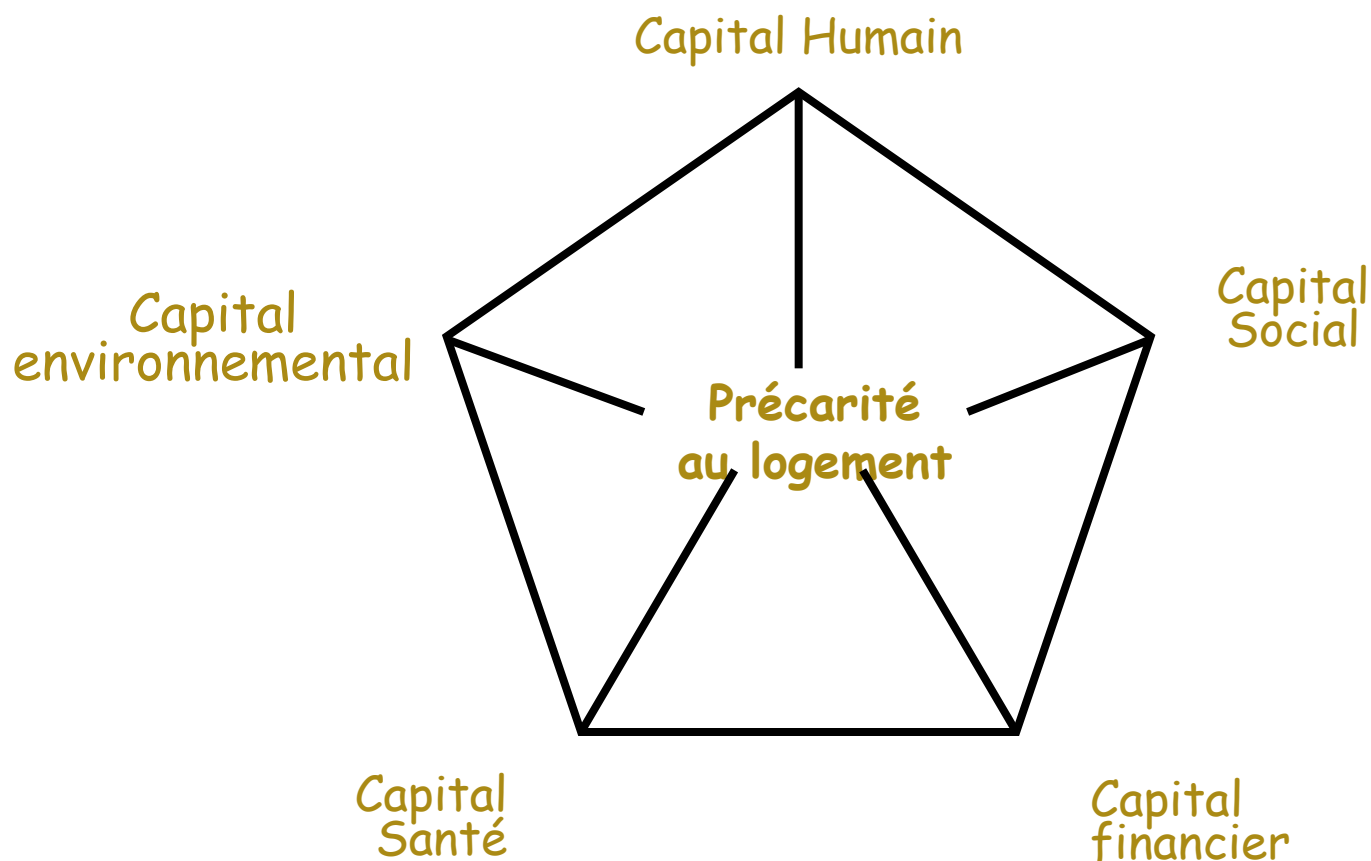 Capital Humain
Capital
Social
Capital
environnemental
Précarité
au logement
Capital
Santé
Capital
financier